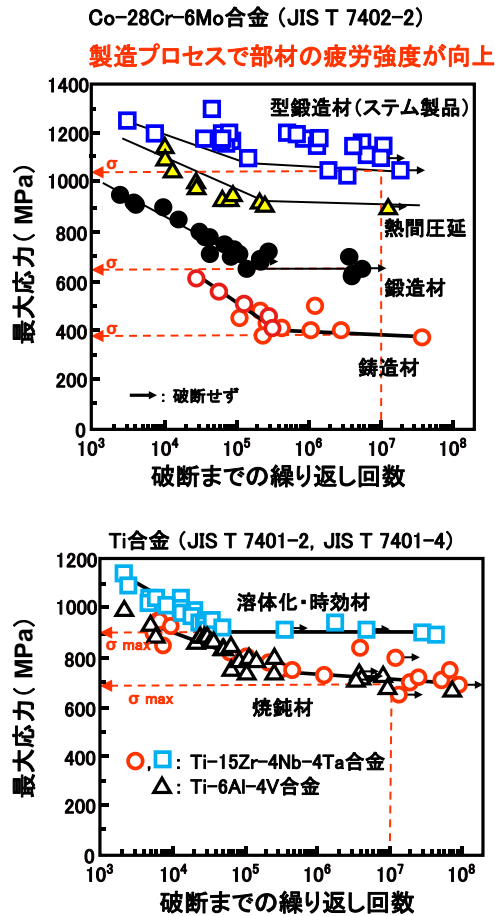 Co-28Cr-6Mo合金 (JIS T 7402-2)
製造プロセスで部材の疲労強度が向上
1400
1200
1000
800
600
400
200
0
最大応力( MPa)
型鍛造材(ステム製品)
σ
熱間圧延
σ
鍛造材
σ
鋳造材
: 破断せず
10³ 10⁴ 10⁵ 10⁶ 10⁷ 10⁸
破断までの繰り返し回数
Ti合金 (JIS T 7401-2, JIS T 7401-4)
1200
1000
800
600
400
200
0
最大応力( MPa)
溶体化・時効材
σ max
σ max
焼鈍材
, : Ti-15Zr-4Nb-4Ta合金
: Ti-6Al-4V合金
10³ 10⁴ 10⁵ 10⁶ 10⁷ 10⁸
破断までの繰り返し回数